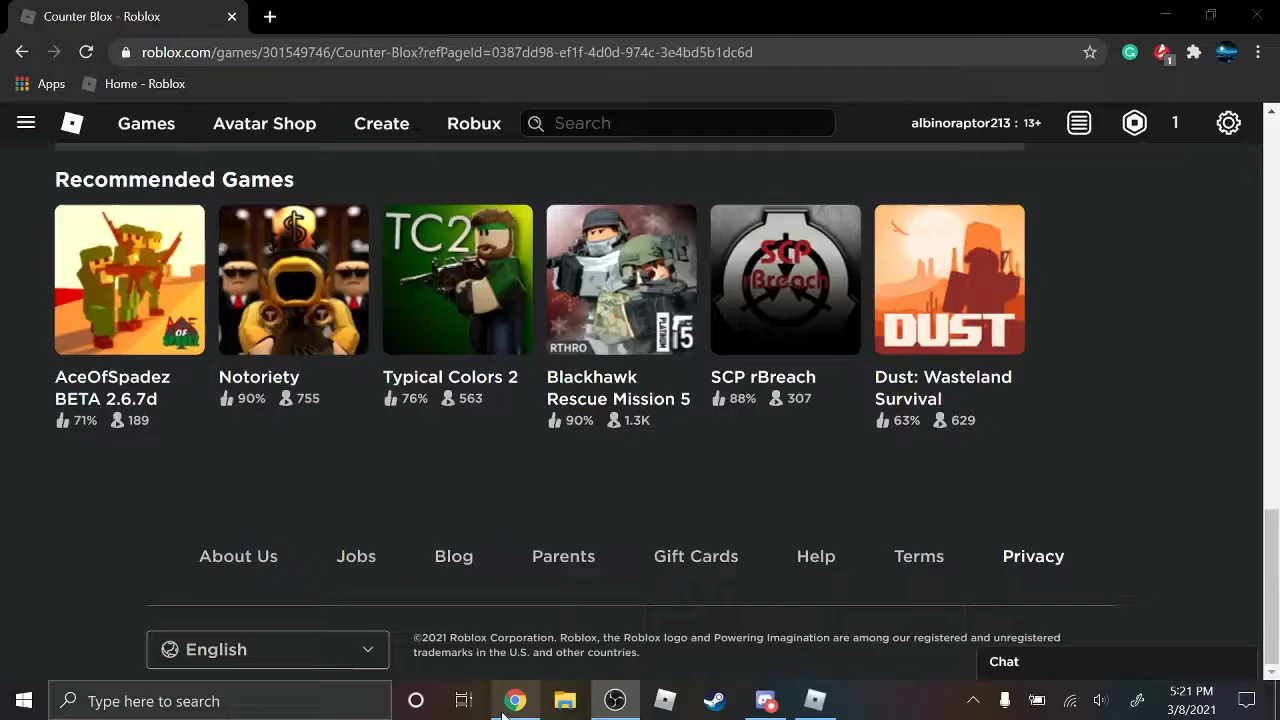 Counter Blox - Roblox
roblox.com/games/301549746/Counter-Blox?refPageId=0387dd98-ef1f-4d0d-974c-3e4bd5b1dc6d
1
Apps Home - Roblox
Games Avatar Shop Create Robux Search albinoraptor213 : 13+ 1
Recommended Games
OF
$
TC2
RTHRO
PLATINUM
5
SCP
rBreach
DUST
AceOfSpadez
BETA 2.6.7d
71% 189
Notoriety
90% 755
Typical Colors 2
76% 563
Blackhawk
Rescue Mission 5
90% 1.3K
SCP rBreach
88% 307
Dust: Wasteland
Survival
63% 629
About Us Jobs Blog Parents Gift Cards Help Terms Privacy
English
©2021 Roblox Corporation. Roblox, the Roblox logo and Powering Imagination are among our registered and unregistered
trademarks in the U.S. and other countries.
Chat
Type here to search
5:21 PM
3/8/2021